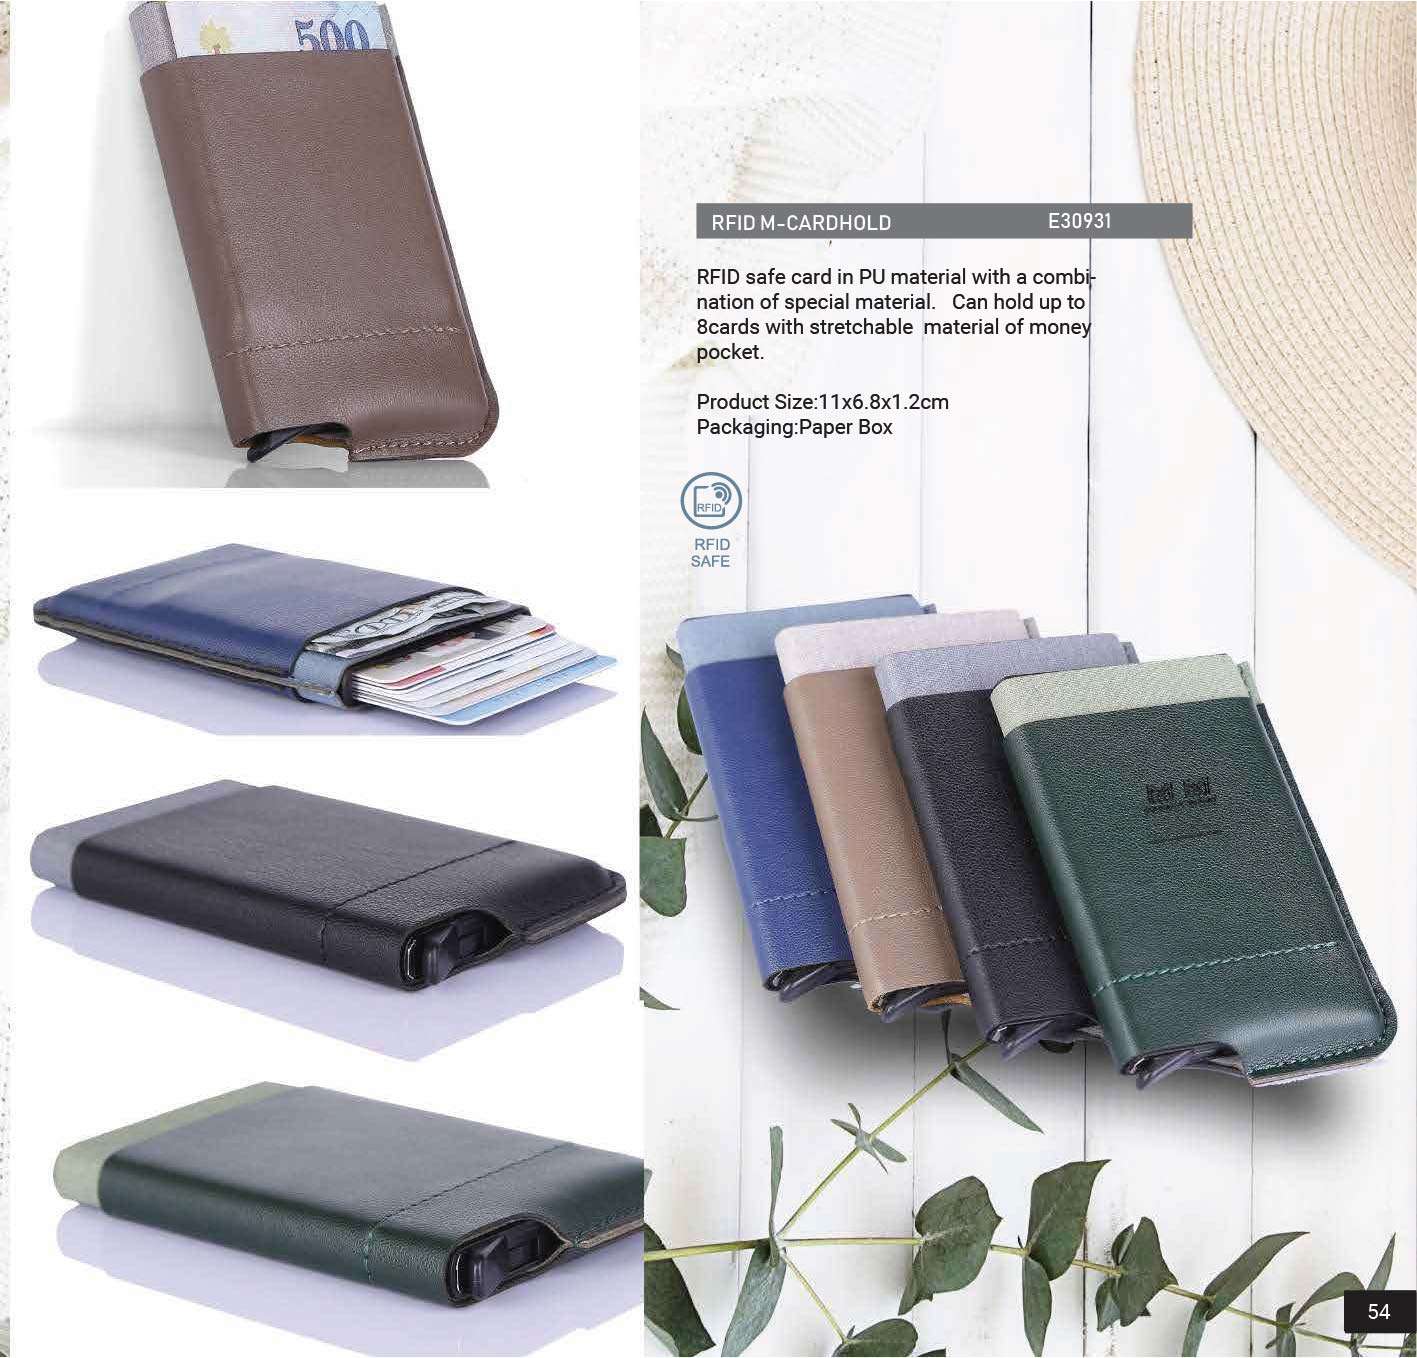 500
RFID M-CARDHOLD E30931
RFID safe card in PU material with a combi-
nation of special material. Can hold up to
8cards with stretchable material of money
pocket.
Product Size:11x6.8x1.2cm
Packaging:Paper Box
RFID
RFID
SAFE
54